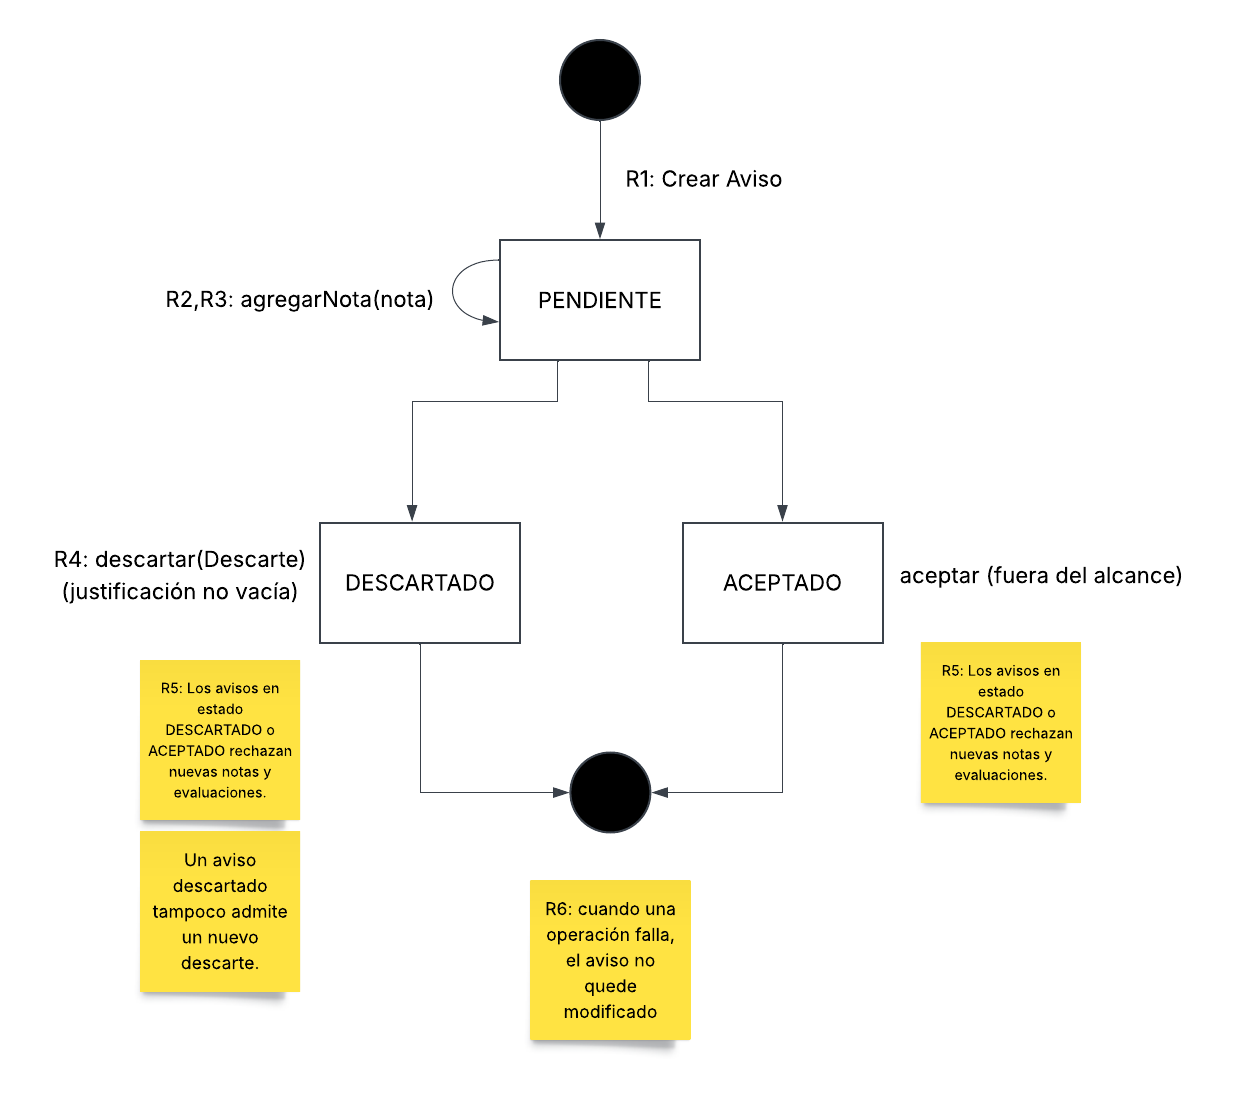 R1: Crear Aviso
R2,R3: agregarNota(nota)
PENDIENTE
R4: descartar(Descarte)
(justificación no vacía)
DESCARTADO
ACEPTADO
aceptar (fuera del alcance)
R5: Los avisos en
estado
DESCARTADO o
ACEPTADO rechazan
nuevas notas y
evaluaciones.
R5: Los avisos en
estado
DESCARTADO o
ACEPTADO rechazan
nuevas notas y
evaluaciones.
Un aviso
descartado
tampoco admite
un nuevo
descarte.
R6: cuando una
operación falla,
el aviso no
quede
modificado